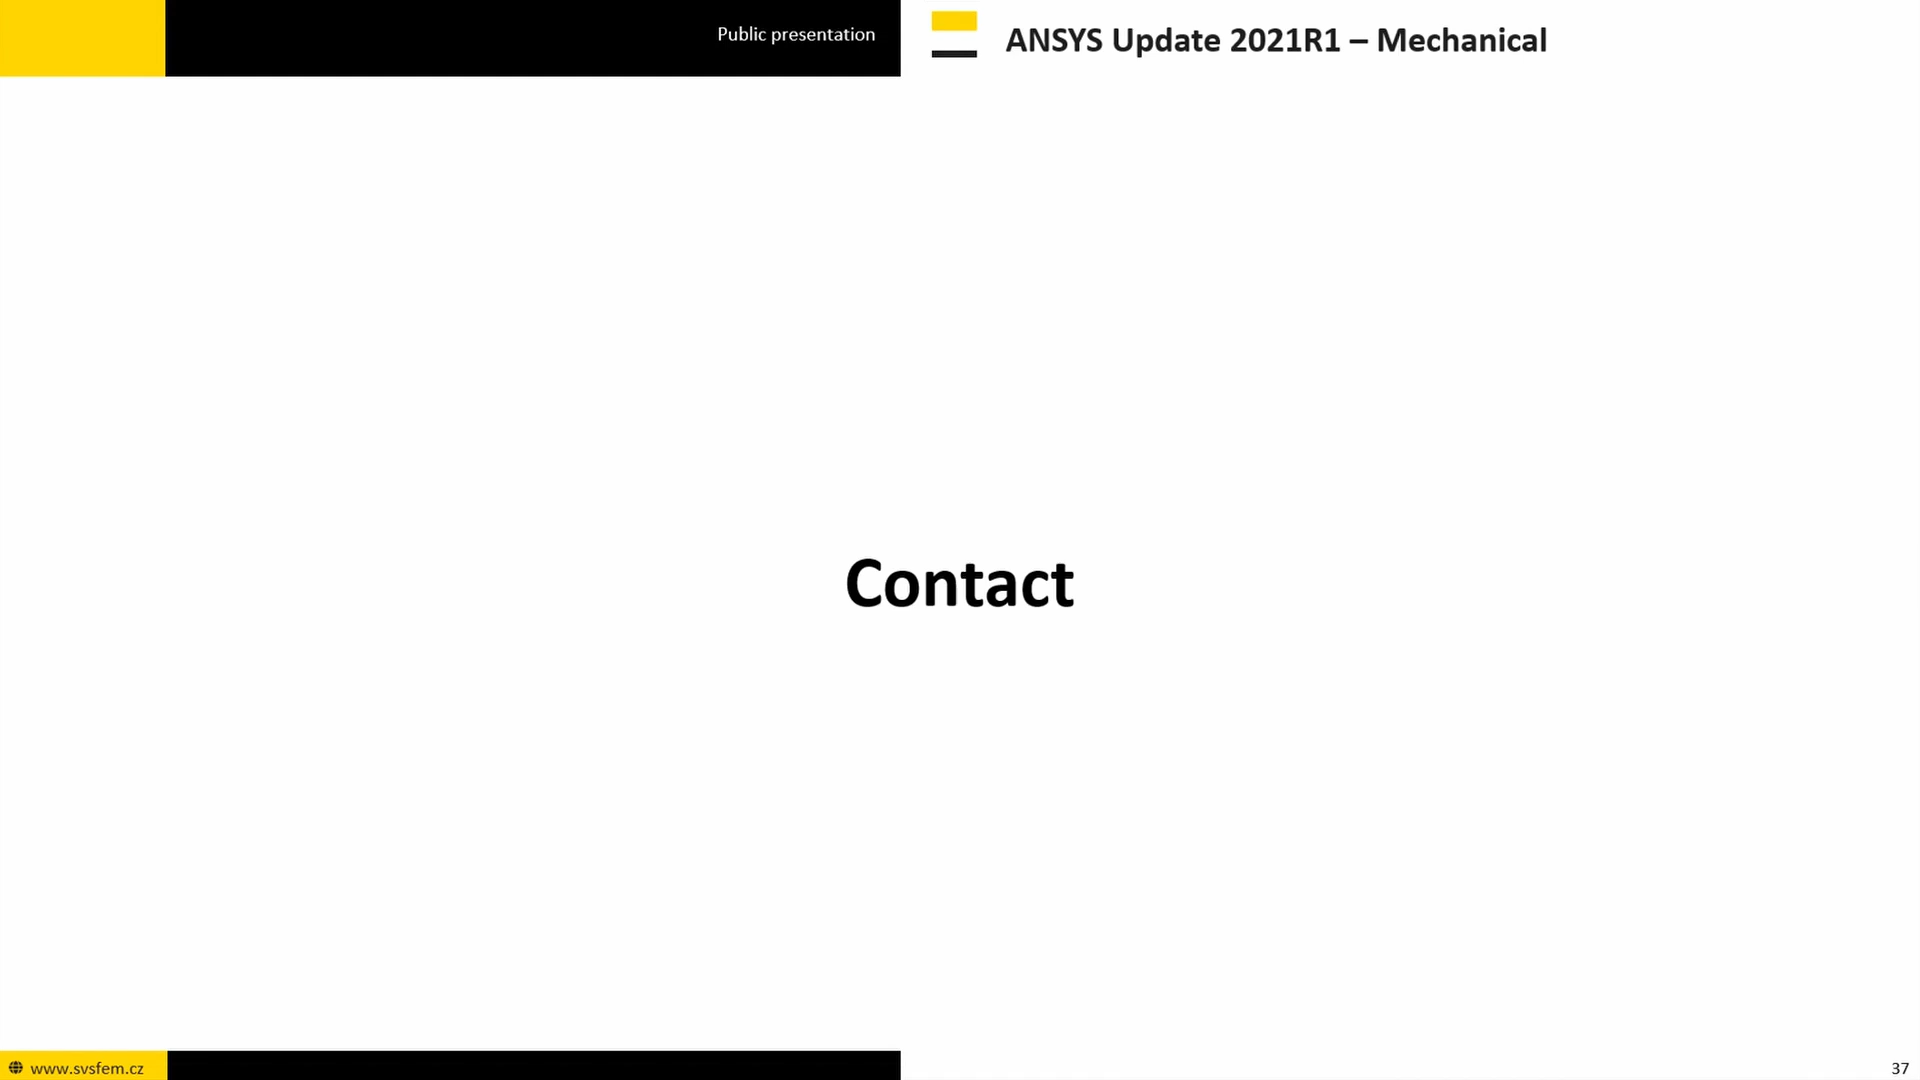 Public presentation
ANSYS Update 2021R1 – Mechanical
Contact
www.svsfem.cz
37